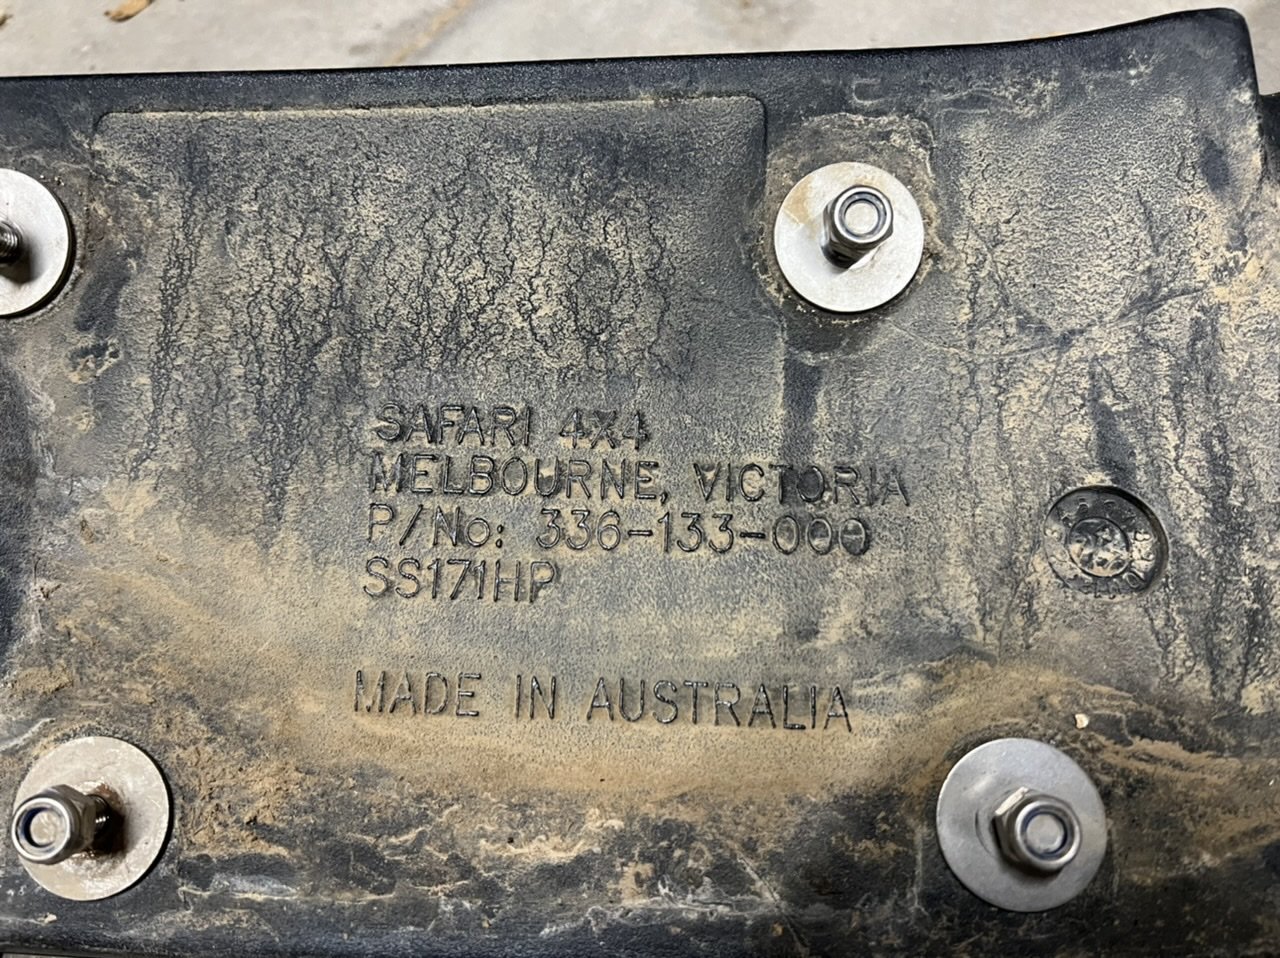 SAFARI 4X4
MELBOURNE, VICTORIA
P/No: 336-133-000
SS171HP
MADE IN AUSTRALIA